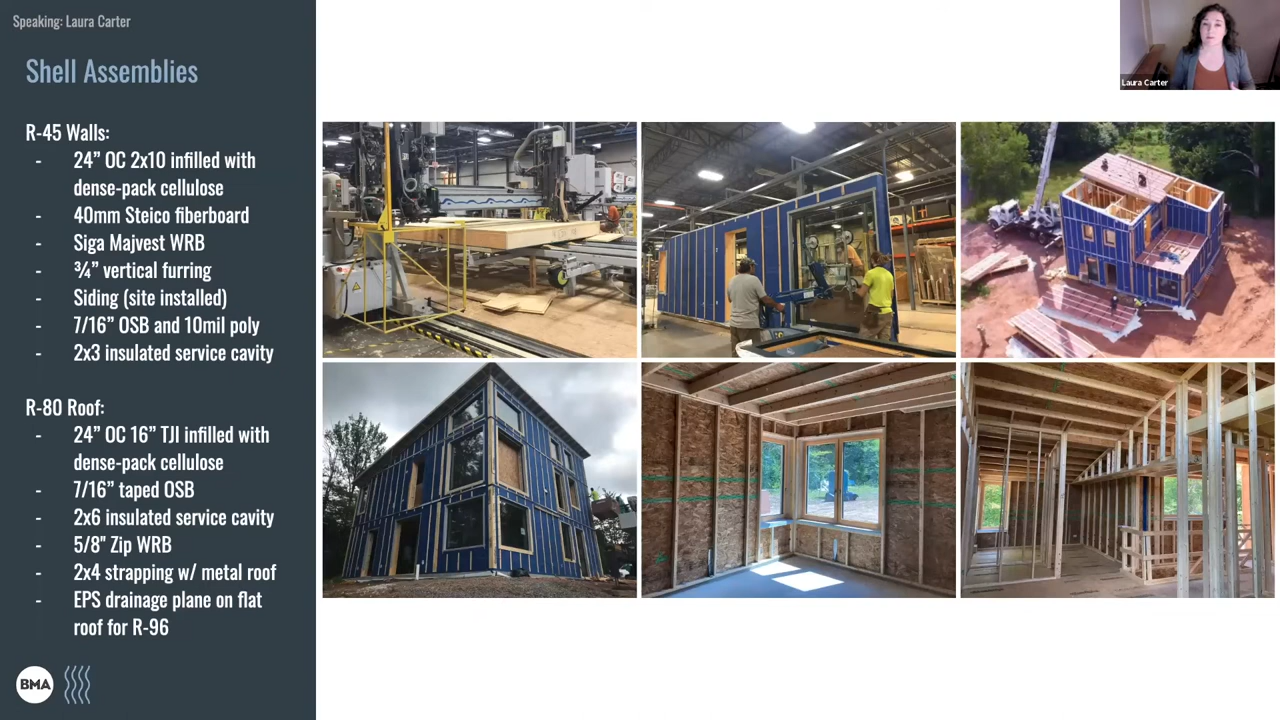 Speaking: Laura Carter
Shell Assemblies
R-45 Walls:
- 24” OC 2x10 infilled with
dense-pack cellulose
- 40mm Steico fiberboard
- Siga Majvest WRB
- ¾” vertical furring
- Siding (site installed)
- 7/16” OSB and 10mil poly
- 2x3 insulated service cavity
R-80 Roof:
- 24” OC 16” TJI infilled with
dense-pack cellulose
- 7/16” taped OSB
- 2x6 insulated service cavity
- 5/8" Zip WRB
- 2x4 strapping w/ metal roof
- EPS drainage plane on flat
roof for R-96
BMA
Laura Carter